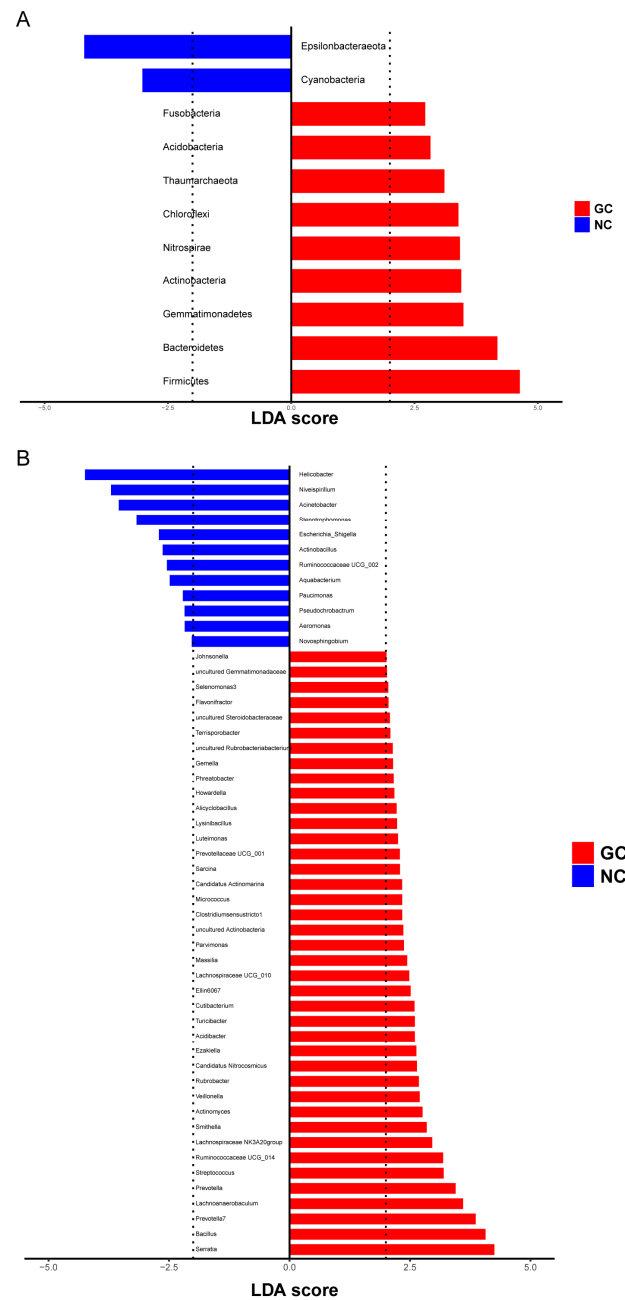 A
Epsilonbacteraeota
Cyanobacteria
Fusobacteria
Acidobacteria
Thaumarchaeota
Chloroflexi
GC
NC
Nitrospirae
Actinobacteria
Gemmatimonadetes
Bacteroidetes
Firmicutes
−5.0 −2.5 0.0 2.5 5.0
LDA score
B
Helicobacter
Niveispirillum
Acinetobacter
Stenotrophomonas
Escherichia_Shigella
Actinobacillus
Ruminococcaceae UCG_002
Aquabacterium
Paucimonas
Pseudochrobactrum
Aeromonas
Novosphingobium
Johnsonella
uncultured Gemmatimonadaceae
Selenomonas3
Flavonifractor
uncultured Steroidobacteraceae
Terrisporobacter
uncultured Rubrobacteriabacterium
Gemella
Phreatobacter
Howardella
Alicyclobacillus
Lysinibacillus
Luteimonas
Prevotellaceae UCG_001
GC
Sarcina
NC
Candidatus Actinomarina
Micrococcus
Clostridiumsensustricto1
uncultured Actinobacteria
Parvimonas
Massilia
Lachnospiraceae UCG_010
Ellin6067
Cutibacterium
Turicibacter
Acidibacter
Ezakiella
Candidatus Nitrocosmicus
Rubrobacter
Veillonella
Actinomyces
Smithella
Lachnospiraceae NK3A20group
Ruminococcaceae UCG_014
Streptococcus
Prevotella
Lachnoanaerobaculum
Prevotella7
Bacillus
Serratia
−5.0 −2.5 0.0 2.5 5.0
LDA score